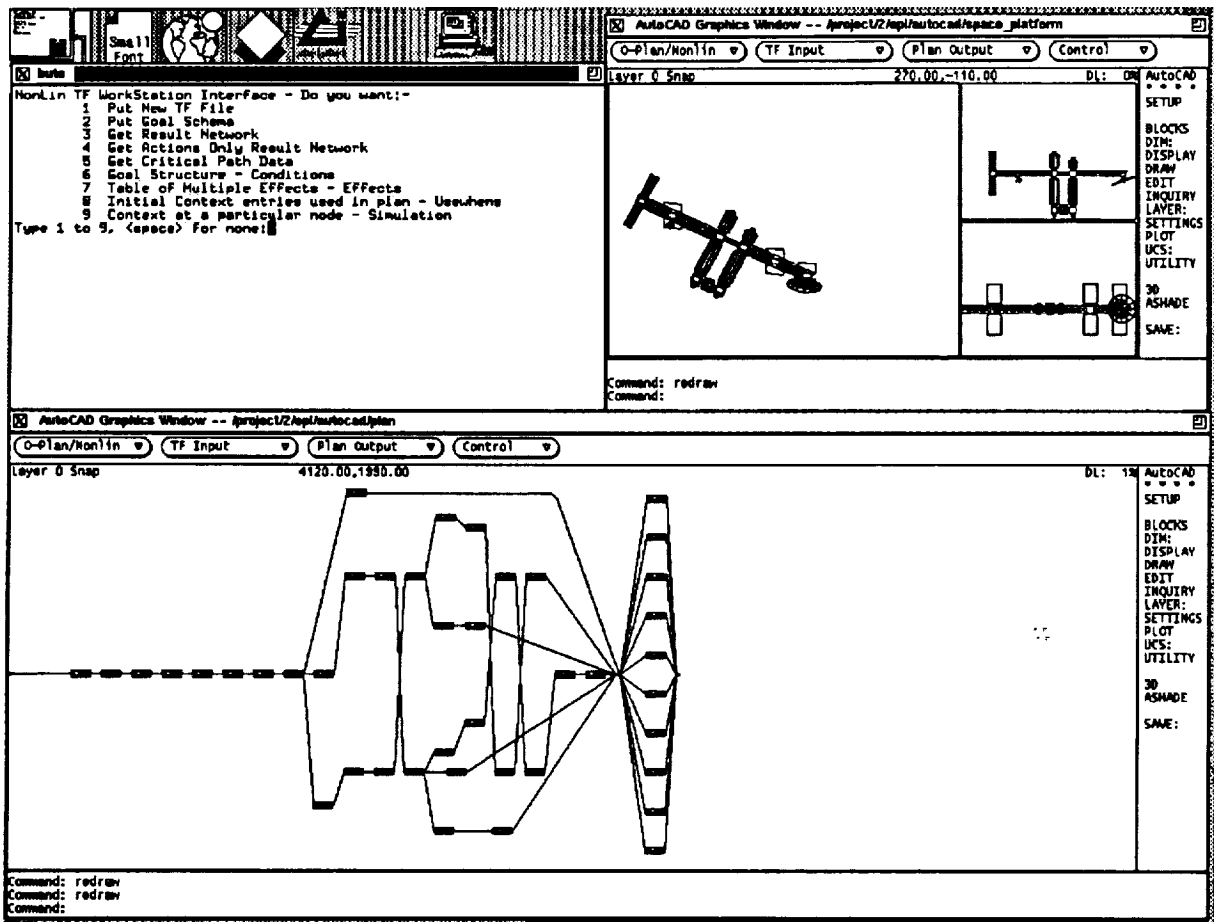 Small
Font
bute
NonLin TF WorkStation Interface - Do you want:-
1 Put New TF File
2 Put Goal Schema
3 Get Result Network
4 Get Actions Only Result Network
5 Get Critical Path Data
6 Goal Structure - Conditions
7 Table of Multiple Effects - Effects
8 Initial Context entries used in plan - Usewhens
9 Context at a particular node - Simulation
Type 1 to 9, <space> for none:
AutoCAD Graphics Window -- /project/2/epl/autocad/space_platform
O-Plan/Nonlin TF Input Plan Output Control
Layer 0 Snap 270.00,-110.00 DL: 0% AutoCAD
* * * *
SETUP
BLOCKS
DIM:
DISPLAY
DRAW
EDIT
INQUIRY
LAYER:
SETTINGS
PLOT
UCS:
UTILITY
3D
ASHADE
SAVE:
Command: redraw
Command:
AutoCAD Graphics Window -- /project/2/epl/autocad/plan
O-Plan/Nonlin TF Input Plan Output Control
Layer 0 Snap 4120.00,1990.00 DL: 1% AutoCAD
* * * *
SETUP
BLOCKS
DIM:
DISPLAY
DRAW
EDIT
INQUIRY
LAYER:
SETTINGS
PLOT
UCS:
UTILITY
3D
ASHADE
SAVE:
Command: redraw
Command: redraw
Command: